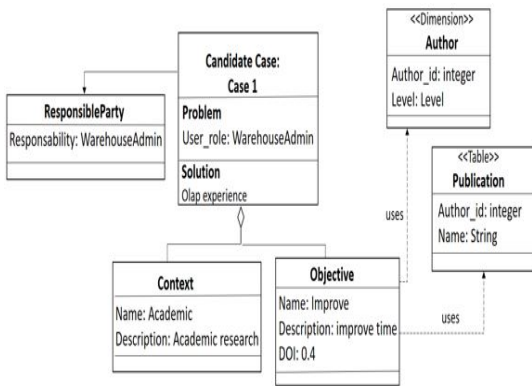 Candidate Case:
Case 1
Problem
User_role: WarehouseAdmin
Solution
Olap experience
ResponsibleParty
Responsability: WarehouseAdmin
<<Dimension>>
Author
Author_id: integer
Level: Level
<<Table>>
Publication
Author_id: integer
Name: String
uses
uses
Context
Name: Academic
Description: Academic research
Objective
Name: Improve
Description: improve time
DOI: 0.4